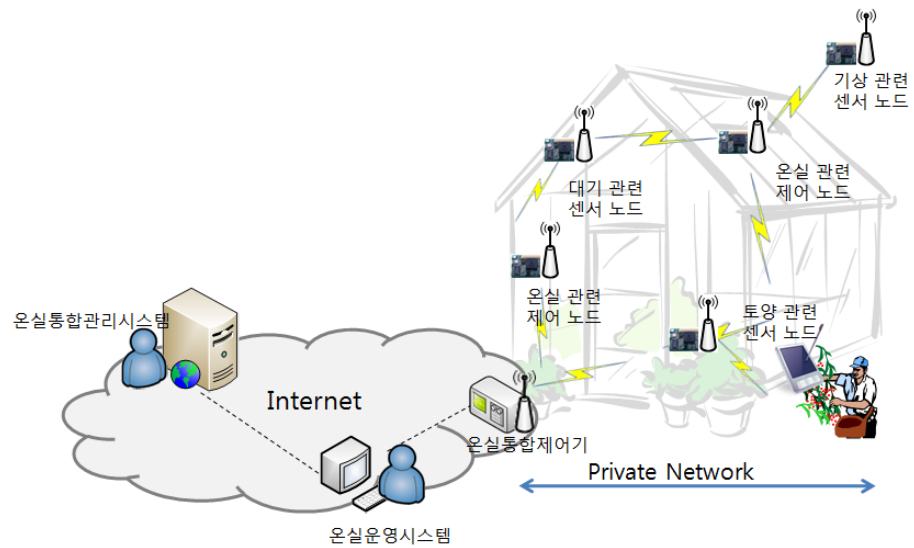 기상 관련
센서 노드
대기 관련
센서 노드
온실 관련
제어 노드
온실 관련
제어 노드
토양 관련
센서 노드
온실통합관리시스템
Internet
온실통합제어기
Private Network
온실운영시스템